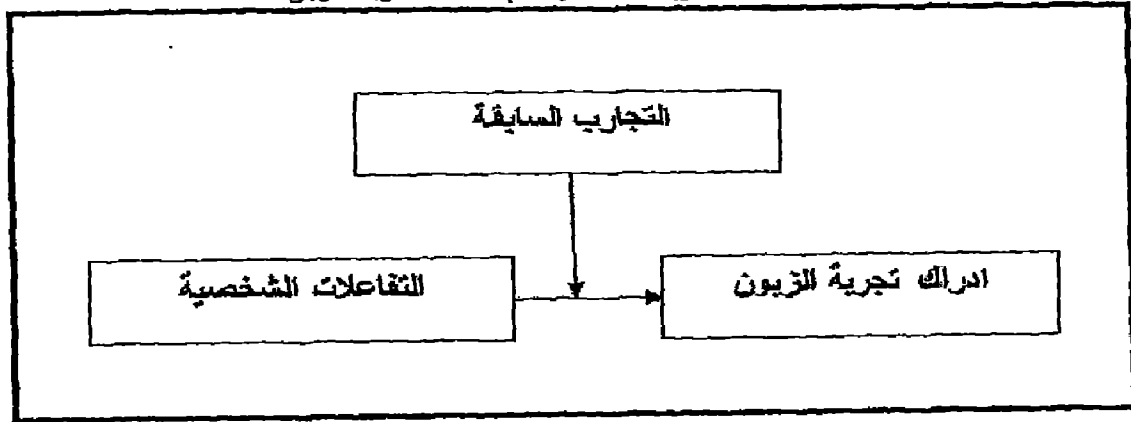 التجارب السابقة
التفاعلات الشخصية
ادراك تجربة الزبون